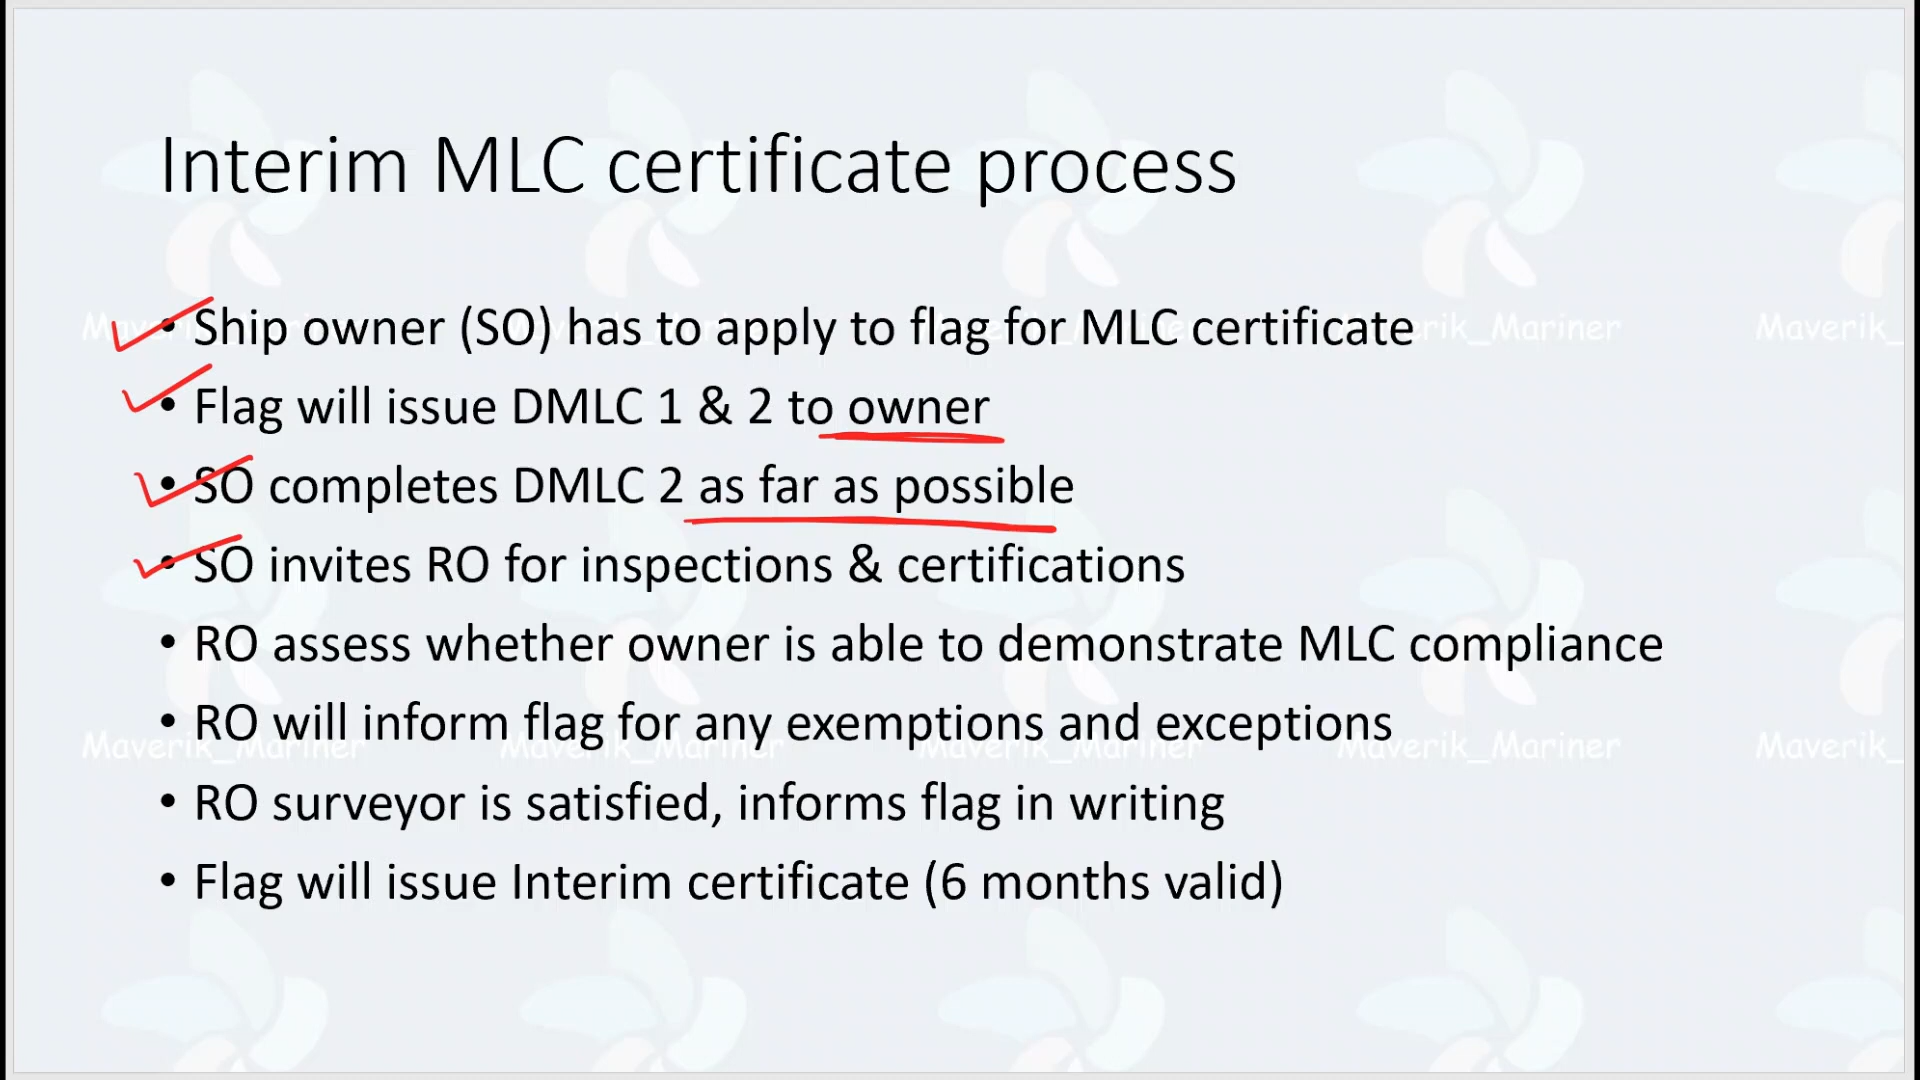 Interim MLC certificate process
• Ship owner (SO) has to apply to flag for MLC certificate
• Flag will issue DMLC 1 & 2 to owner
• SO completes DMLC 2 as far as possible
• SO invites RO for inspections & certifications
• RO assess whether owner is able to demonstrate MLC compliance
• RO will inform flag for any exemptions and exceptions
• RO surveyor is satisfied, informs flag in writing
• Flag will issue Interim certificate (6 months valid)
Maverik_Mariner Maverik_Mariner Maverik_Mariner Maverik_Mariner Maverik_
Maverik_Mariner Maverik_Mariner Maverik_Mariner Maverik_Mariner Maverik_